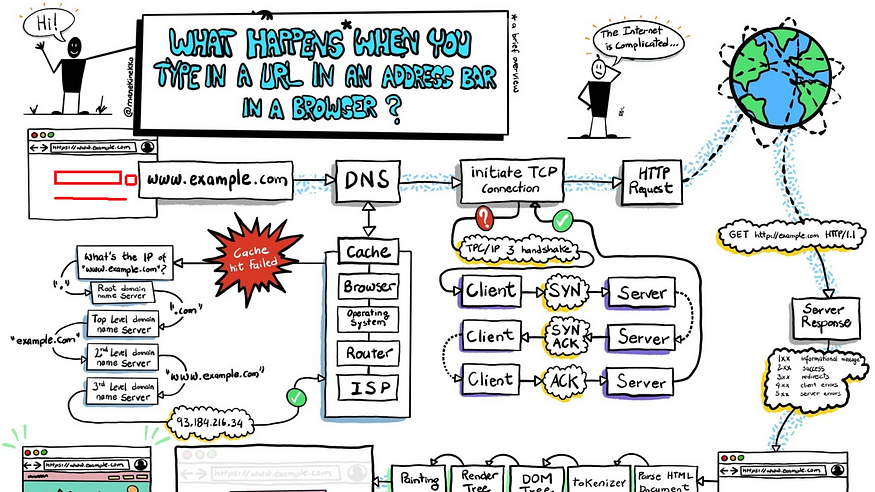 Hi!
WHAT HAPPENS WHEN YOU
TYPE IN A URL IN AN ADDRESS BAR
IN A BROWSER ?
@manekinekko
* a brief overview
The Internet
is complicated...
https://www.example.com
www.example.com
DNS
initiate TCP
connection
HTTP
Request
?
TPC/IP 3 handshake
GET http://example.com HTTP/1.1
Cache
hit failed
Cache
Browser
Operating
System
Router
ISP
What's the IP of
"www.example.com"?
"."
Root domain
name Server
".com"
Top Level domain
name Server
"example.com"
2nd Level domain
name Server
"www.example.com"
3rd Level domain
name Server
93.184.216.34
Client
SYN
Server
Client
SYN
ACK
Server
Client
ACK
Server
Server
Response
1xx informational message
2xx success
3xx redirects
4xx client errors
5xx server errors
https://www.example.com
https://www.example.com
Painting
Render
Tree
DOM
Tree
toKenizer
Parse HTML
Document
https://www.example.com